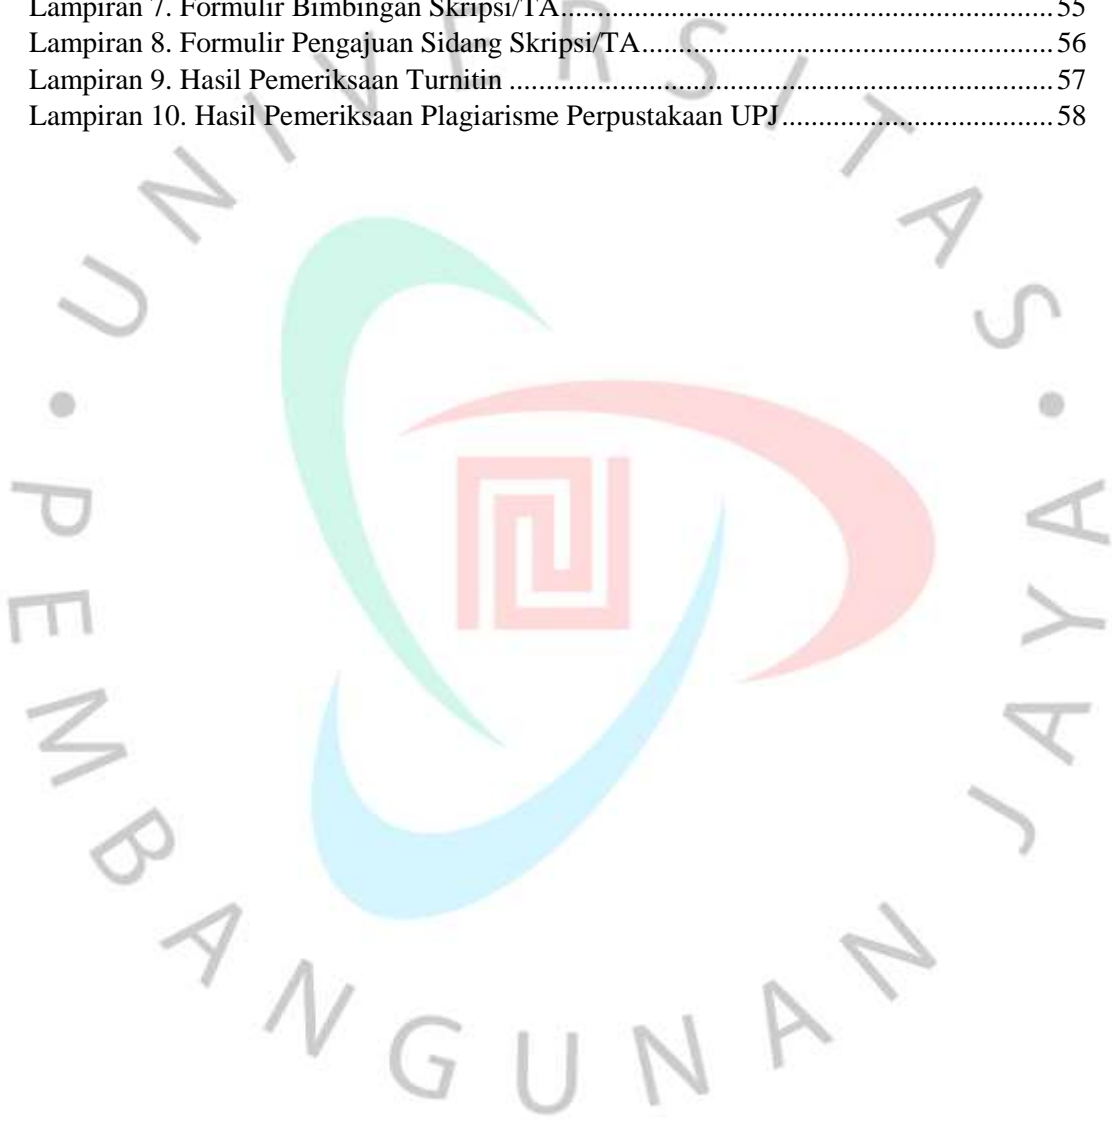 Lampiran 7. Formulir Bimbingan Skripsi/TA.......................................................................55
Lampiran 8. Formulir Pengajuan Sidang Skripsi/TA.........................................................56
Lampiran 9. Hasil Pemeriksaan Turnitin ..........................................................................57
Lampiran 10. Hasil Pemeriksaan Plagiarisme Perpustakaan UPJ...................................58
UNIVERSITAS
• PEMBANGUNAN JAYA •